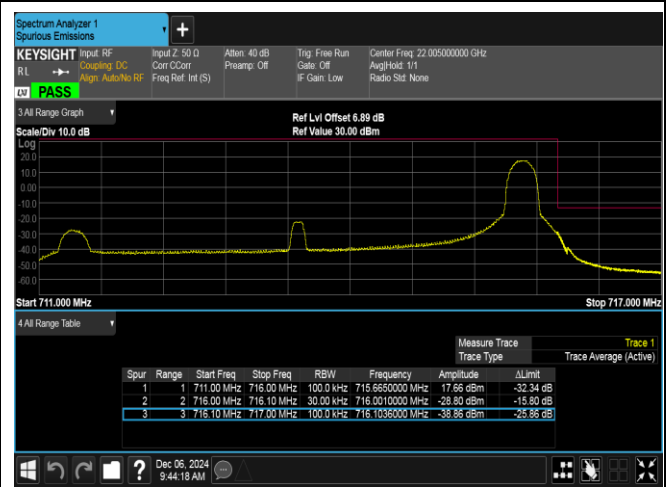 Spectrum Analyzer 1
Spurious Emissions
+
KEYSIGHT Input: RF Input Z: 50 Ω Atten: 40 dB Trig: Free Run Center Freq: 22.005000000 GHz
RL Coupling: DC Corr CCorr Preamp: Off Gate: Off Avg|Hold: 1/1
Align: Auto/No RF Freq Ref: Int (S) IF Gain: Low Radio Std: None
LXI PASS
3 All Range Graph
Ref Lvl Offset 6.89 dB
Scale/Div 10.0 dB Ref Value 30.00 dBm
Log
20.0
10.0
0.00
-10.0
-20.0
-30.0
-40.0
-50.0
-60.0
Start 711.000 MHz Stop 717.000 MHz
4 All Range Table
Measure Trace Trace 1
Trace Type Trace Average (Active)
Spur Range Start Freq Stop Freq RBW Frequency Amplitude ΔLimit
1 1 711.00 MHz 716.00 MHz 100.0 kHz 715.6650000 MHz 17.66 dBm -32.34 dB
2 2 716.00 MHz 716.10 MHz 30.00 kHz 716.0010000 MHz -28.80 dBm -15.80 dB
3 3 716.10 MHz 717.00 MHz 100.0 kHz 716.1036000 MHz -38.86 dBm -25.86 dB
? Dec 06, 2024
9:44:18 AM